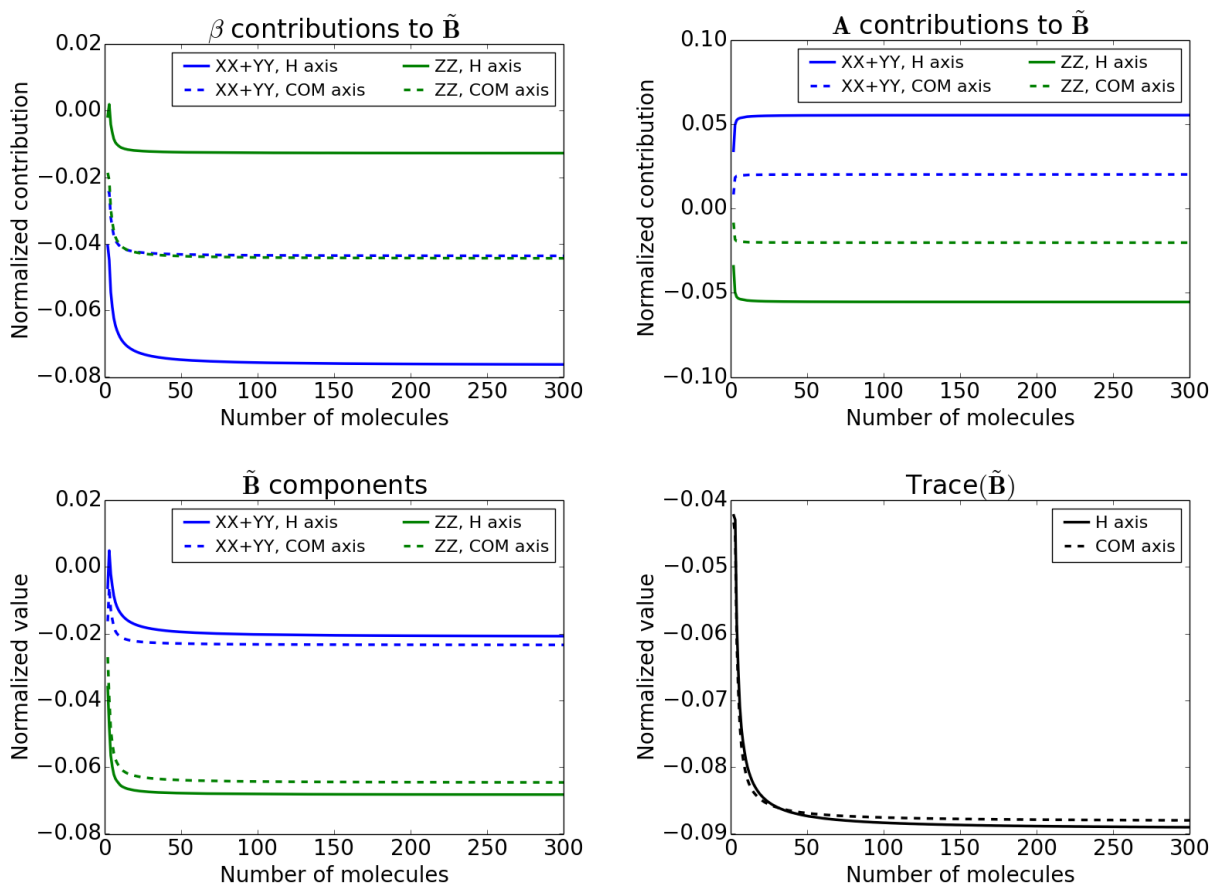 β contributions to B̃
XX+YY, H axis
XX+YY, COM axis
ZZ, H axis
ZZ, COM axis
Normalized contribution
0.02
0.00
−0.02
−0.04
−0.06
−0.08
0 50 100 150 200 250 300
Number of molecules
A contributions to B̃
XX+YY, H axis
XX+YY, COM axis
ZZ, H axis
ZZ, COM axis
Normalized contribution
0.10
0.05
0.00
−0.05
−0.10
0 50 100 150 200 250 300
Number of molecules
B̃ components
XX+YY, H axis
XX+YY, COM axis
ZZ, H axis
ZZ, COM axis
Normalized value
0.02
0.00
−0.02
−0.04
−0.06
−0.08
0 50 100 150 200 250 300
Number of molecules
Trace(B̃)
H axis
COM axis
Normalized value
−0.04
−0.05
−0.06
−0.07
−0.08
−0.09
0 50 100 150 200 250 300
Number of molecules